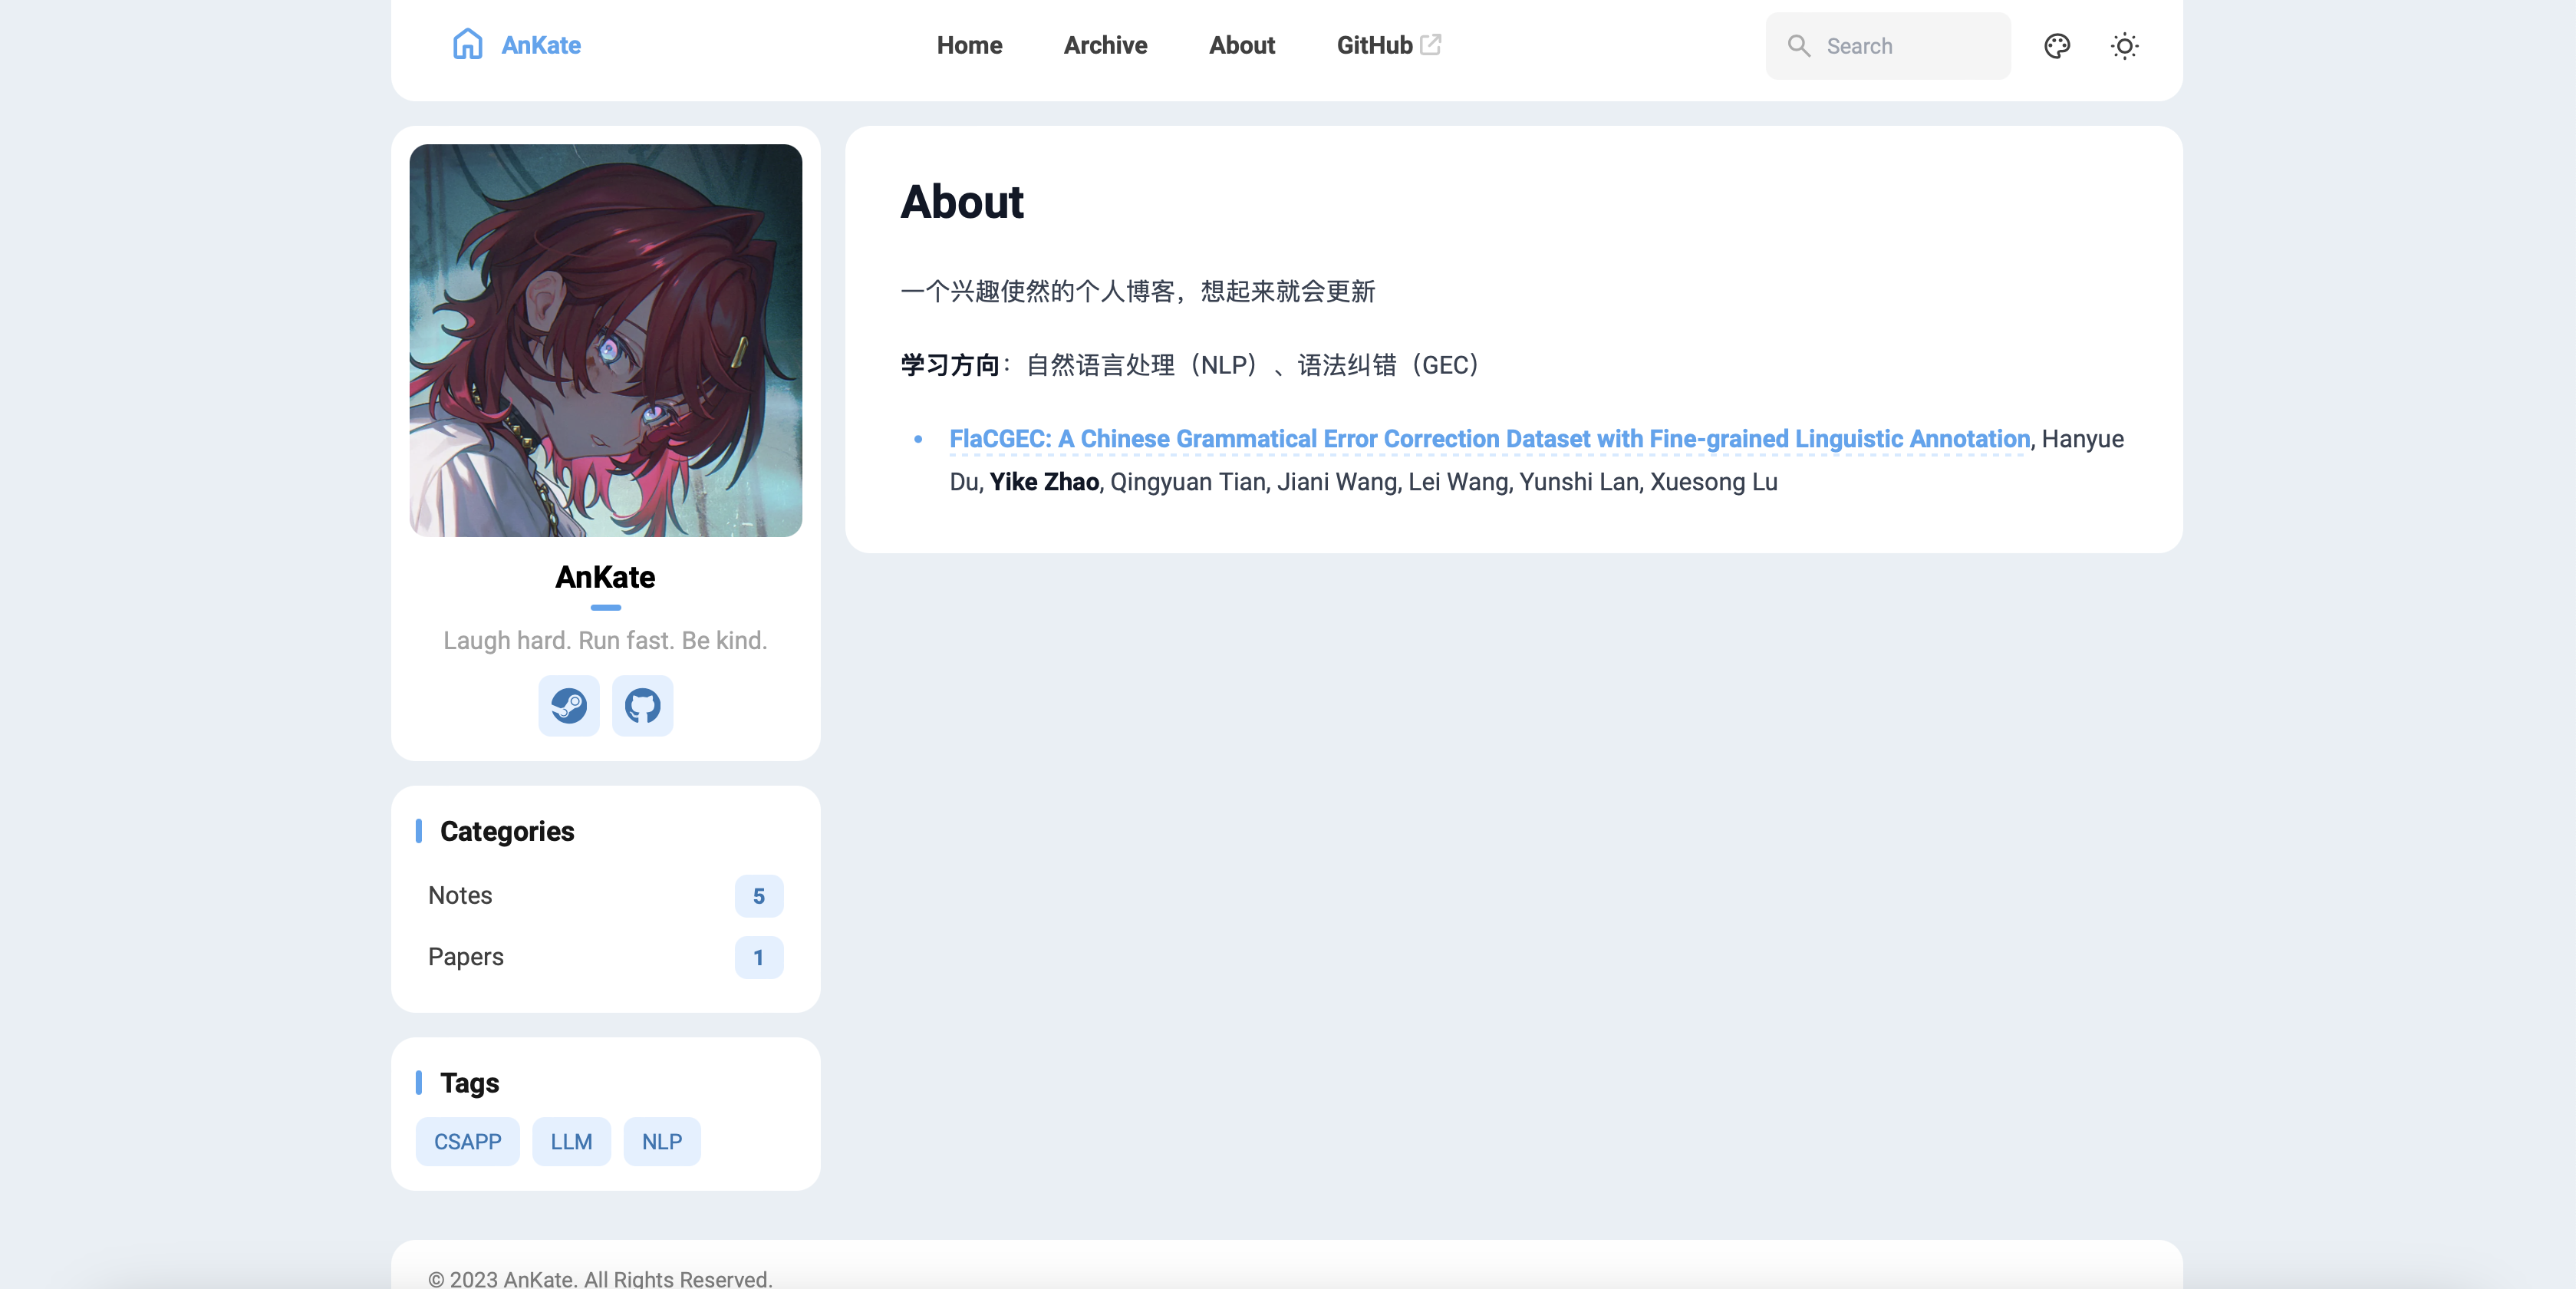 AnKate
Home
Archive
About
GitHub
Search
About
一个兴趣使然的个人博客，想起来就会更新
学习方向：自然语言处理（NLP）、语法纠错（GEC）
FlaCGEC: A Chinese Grammatical Error Correction Dataset with Fine-grained Linguistic Annotation, Hanyue
Du, Yike Zhao, Qingyuan Tian, Jiani Wang, Lei Wang, Yunshi Lan, Xuesong Lu
AnKate
Laugh hard. Run fast. Be kind.
Categories
Notes 5
Papers 1
Tags
CSAPP LLM NLP
© 2023 AnKate. All Rights Reserved.